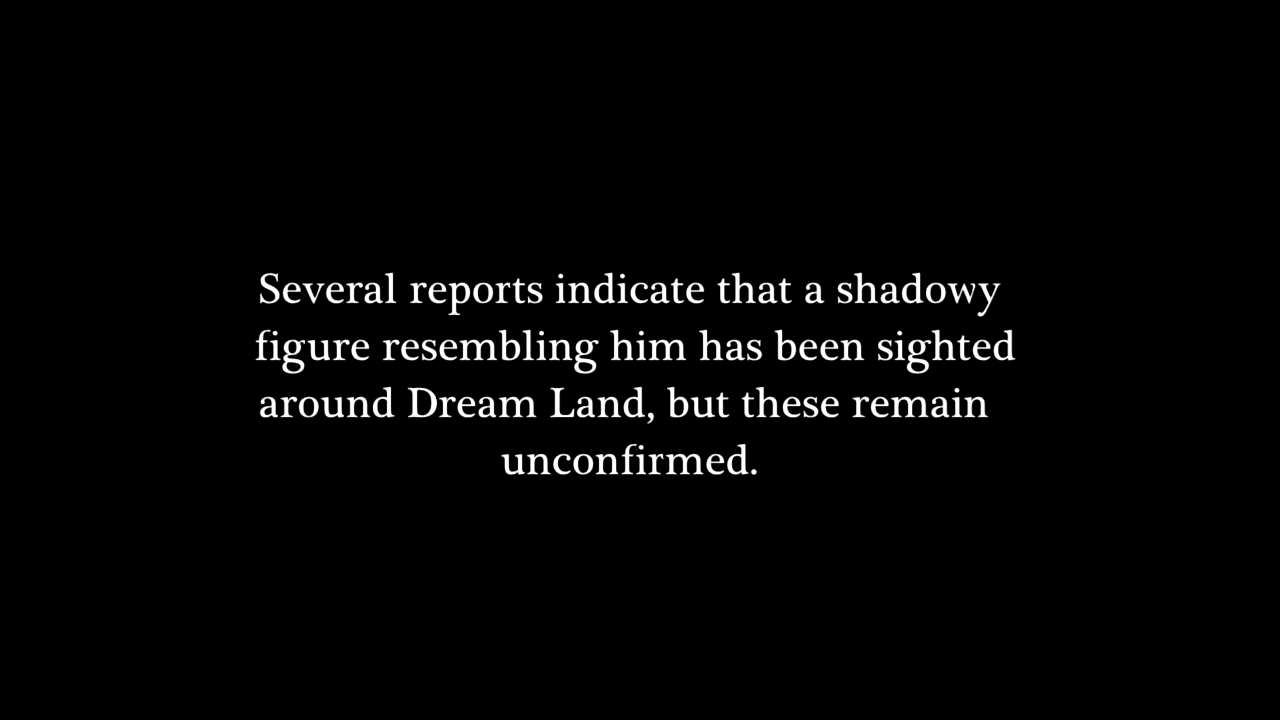 Several reports indicate that a shadowy
figure resembling him has been sighted
around Dream Land, but these remain
unconfirmed.